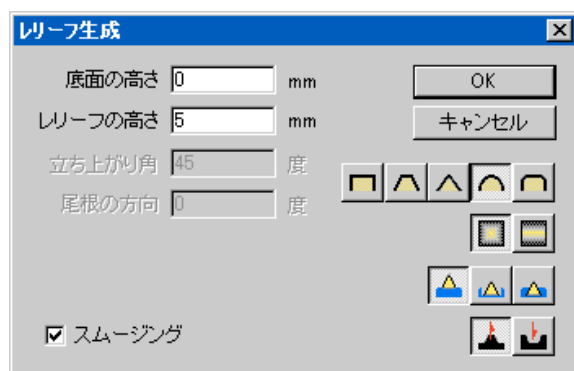 レリーフ生成
底面の高さ 0 mm
OK
レリーフの高さ 5 mm
キャンセル
立ち上がり角 45 度
尾根の方向 0 度
スムージング